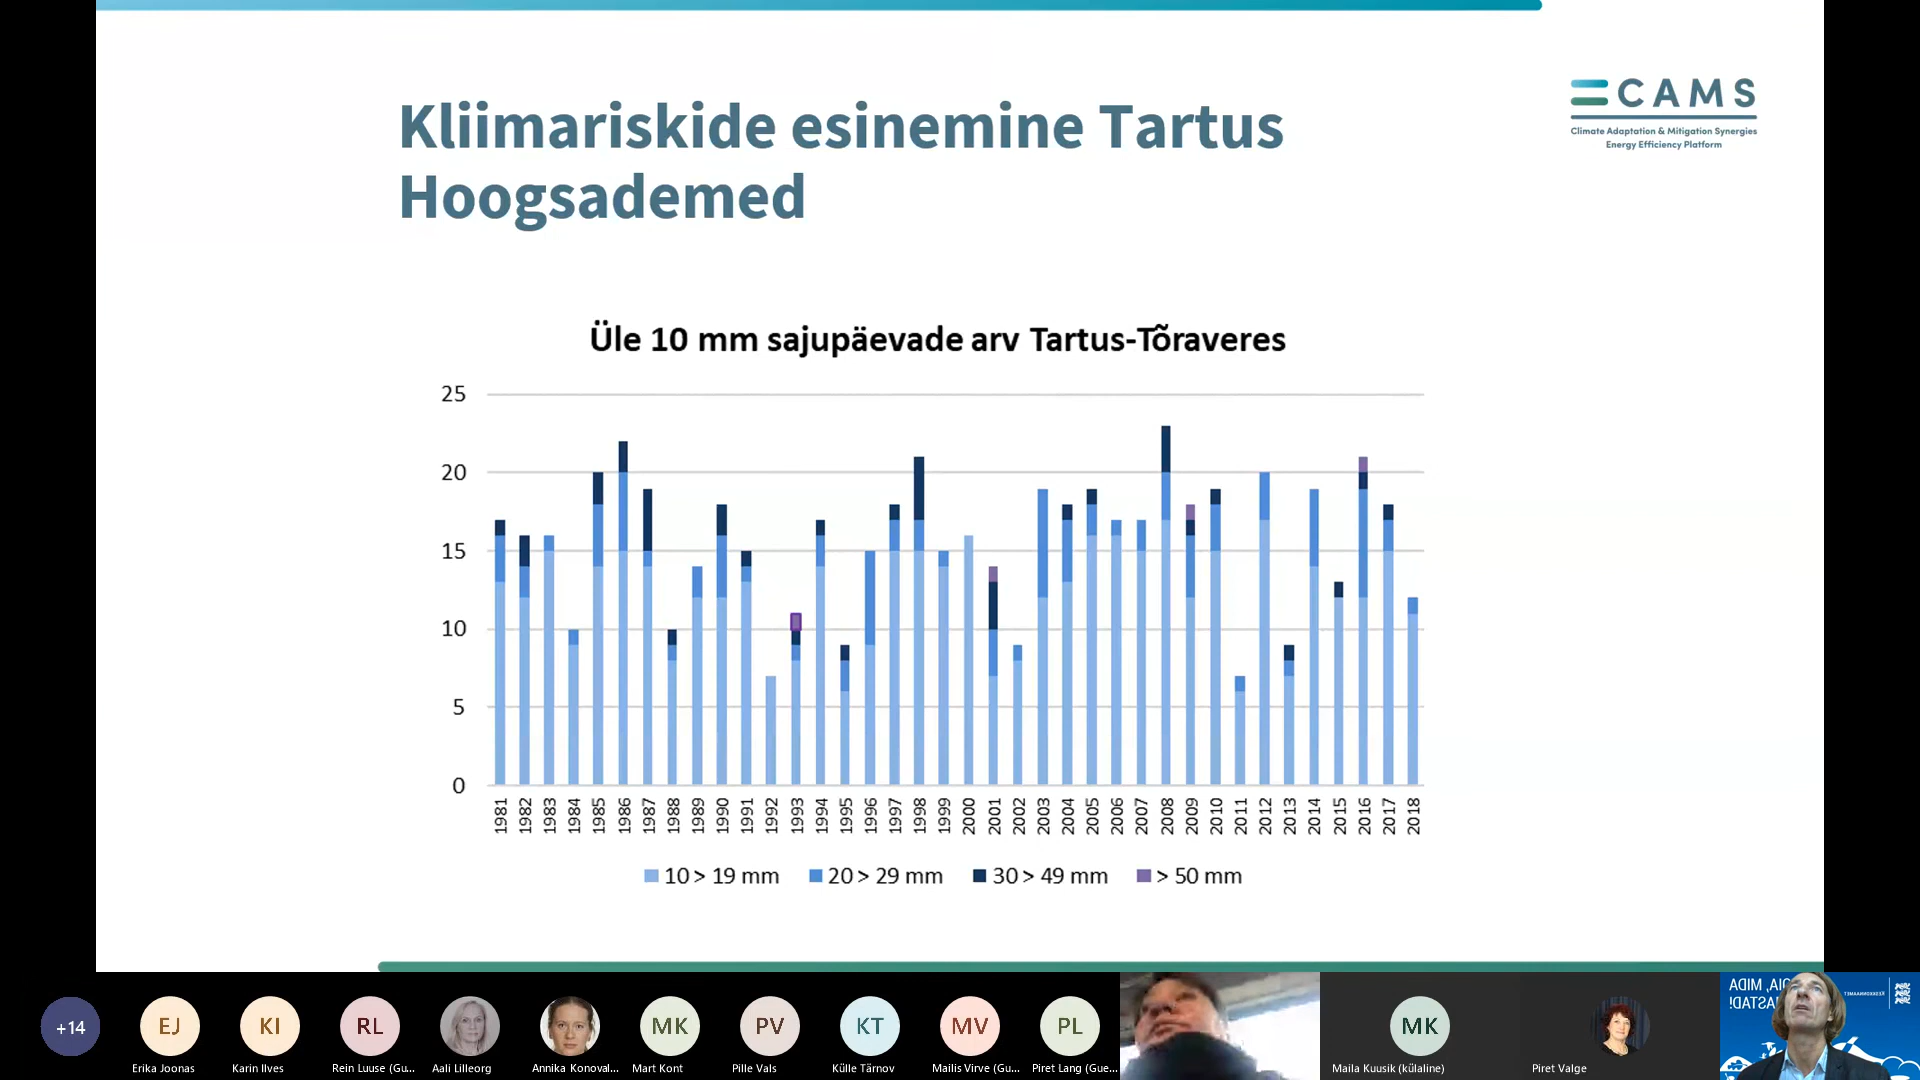 CAMS
Climate Adaptation & Mitigation Synergies
Energy Efficiency Platform
Kliimariskide esinemine Tartus
Hoogsademed
Üle 10 mm sajupäevade arv Tartus-Tõraveres
25
20
15
10
5
0
1981 1982 1983 1984 1985 1986 1987 1988 1989 1990 1991 1992 1993 1994 1995 1996 1997 1998 1999 2000 2001 2002 2003 2004 2005 2006 2007 2008 2009 2010 2011 2012 2013 2014 2015 2016 2017 2018
10 > 19 mm 20 > 29 mm 30 > 49 mm > 50 mm
+14 EJ KI RL MK PV KT MV PL MK
Erika Joonas Karin Ilves Rein Luuse (Gu... Aali Lilleorg Annika Konoval... Mart Kont Pille Vals Külle Tärnov Mailis Virve (Gu... Piret Lang (Gue... Maila Kuusik (külaline) Piret Valge